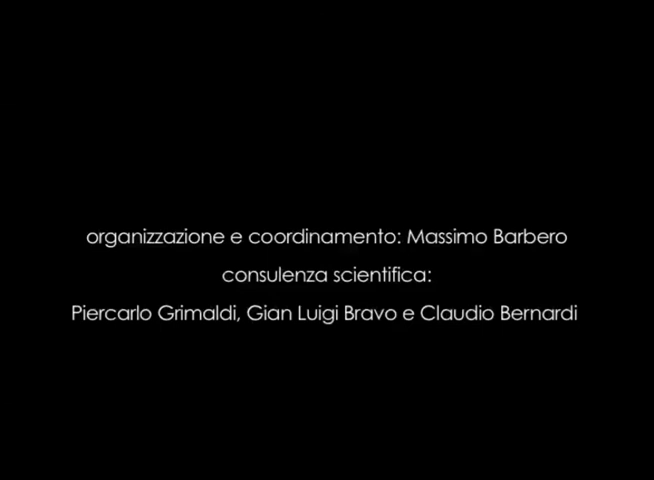 organizzazione e coordinamento: Massimo Barbero
consulenza scientifica:
Piercarlo Grimaldi, Gian Luigi Bravo e Claudio Bernardi